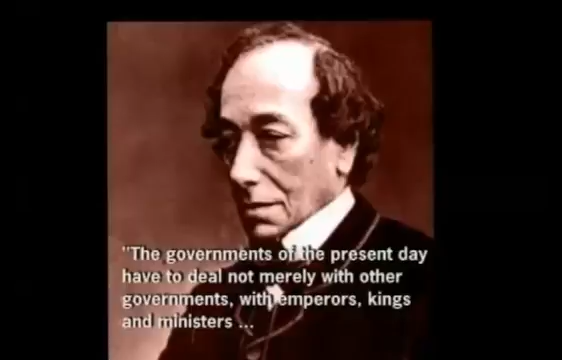 "The governments of the present day
have to deal not merely with other
governments, with emperors, kings
and ministers ...